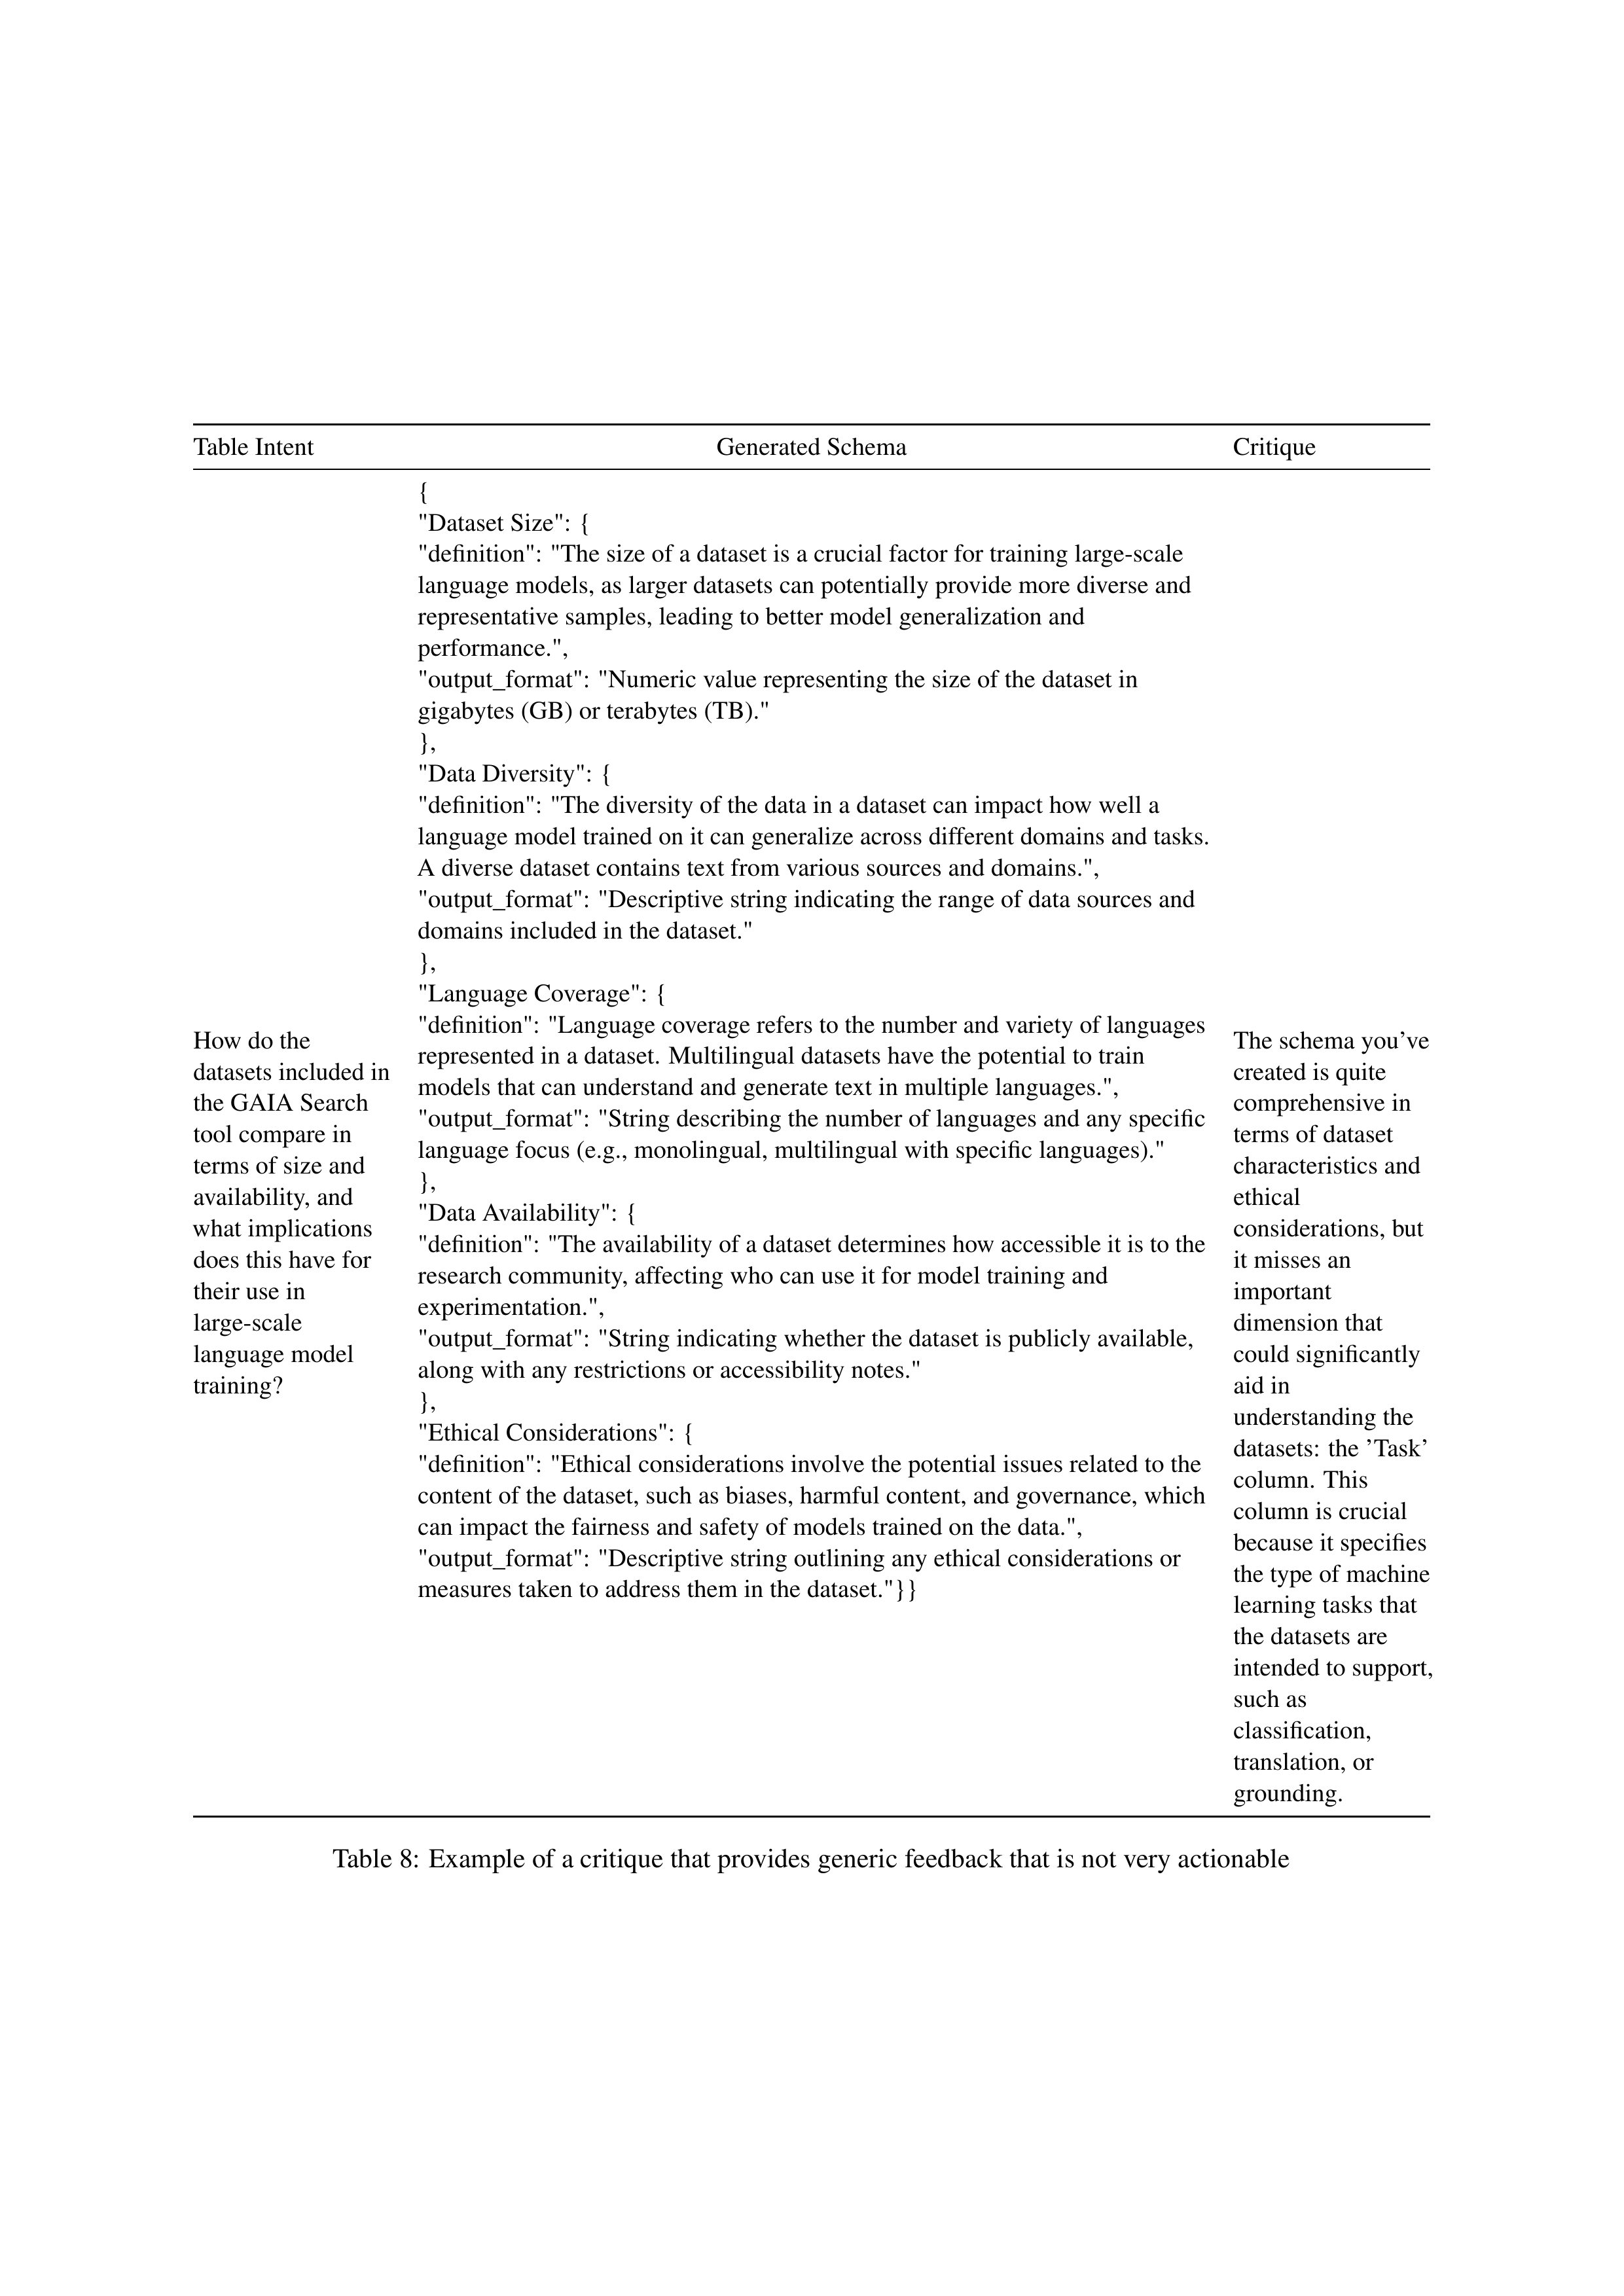 Table Intent
Generated Schema
Critique
How do the
datasets included in
the GAIA Search
tool compare in
terms of size and
availability, and
what implications
does this have for
their use in
large-scale
language model
training?
{
"Dataset Size": {
"definition": "The size of a dataset is a crucial factor for training large-scale
language models, as larger datasets can potentially provide more diverse and
representative samples, leading to better model generalization and
performance.",
"output_format": "Numeric value representing the size of the dataset in
gigabytes (GB) or terabytes (TB)."
},
"Data Diversity": {
"definition": "The diversity of the data in a dataset can impact how well a
language model trained on it can generalize across different domains and tasks.
A diverse dataset contains text from various sources and domains.",
"output_format": "Descriptive string indicating the range of data sources and
domains included in the dataset."
},
"Language Coverage": {
"definition": "Language coverage refers to the number and variety of languages
represented in a dataset. Multilingual datasets have the potential to train
models that can understand and generate text in multiple languages.",
"output_format": "String describing the number of languages and any specific
language focus (e.g., monolingual, multilingual with specific languages)."
},
"Data Availability": {
"definition": "The availability of a dataset determines how accessible it is to the
research community, affecting who can use it for model training and
experimentation.",
"output_format": "String indicating whether the dataset is publicly available,
along with any restrictions or accessibility notes."
},
"Ethical Considerations": {
"definition": "Ethical considerations involve the potential issues related to the
content of the dataset, such as biases, harmful content, and governance, which
can impact the fairness and safety of models trained on the data.",
"output_format": "Descriptive string outlining any ethical considerations or
measures taken to address them in the dataset."}}
The schema you've
created is quite
comprehensive in
terms of dataset
characteristics and
ethical
considerations, but
it misses an
important
dimension that
could significantly
aid in
understanding the
datasets: the 'Task'
column. This
column is crucial
because it specifies
the type of machine
learning tasks that
the datasets are
intended to support,
such as
classification,
translation, or
grounding.
Table 8: Example of a critique that provides generic feedback that is not very actionable